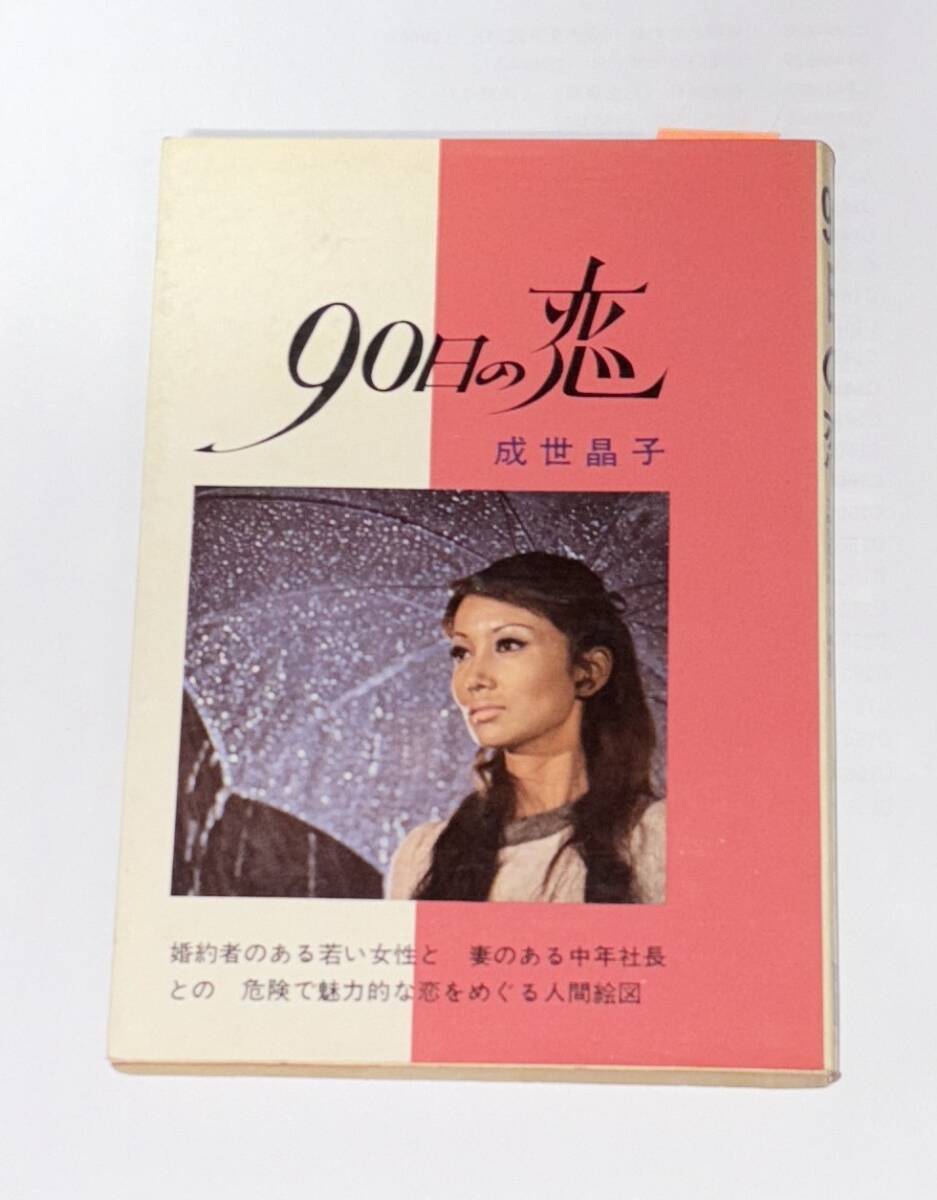 90日の恋
成世晶子
婚約者のある若い女性と 妻のある中年社長
との 危険で魅力的な恋をめぐる人間絵図